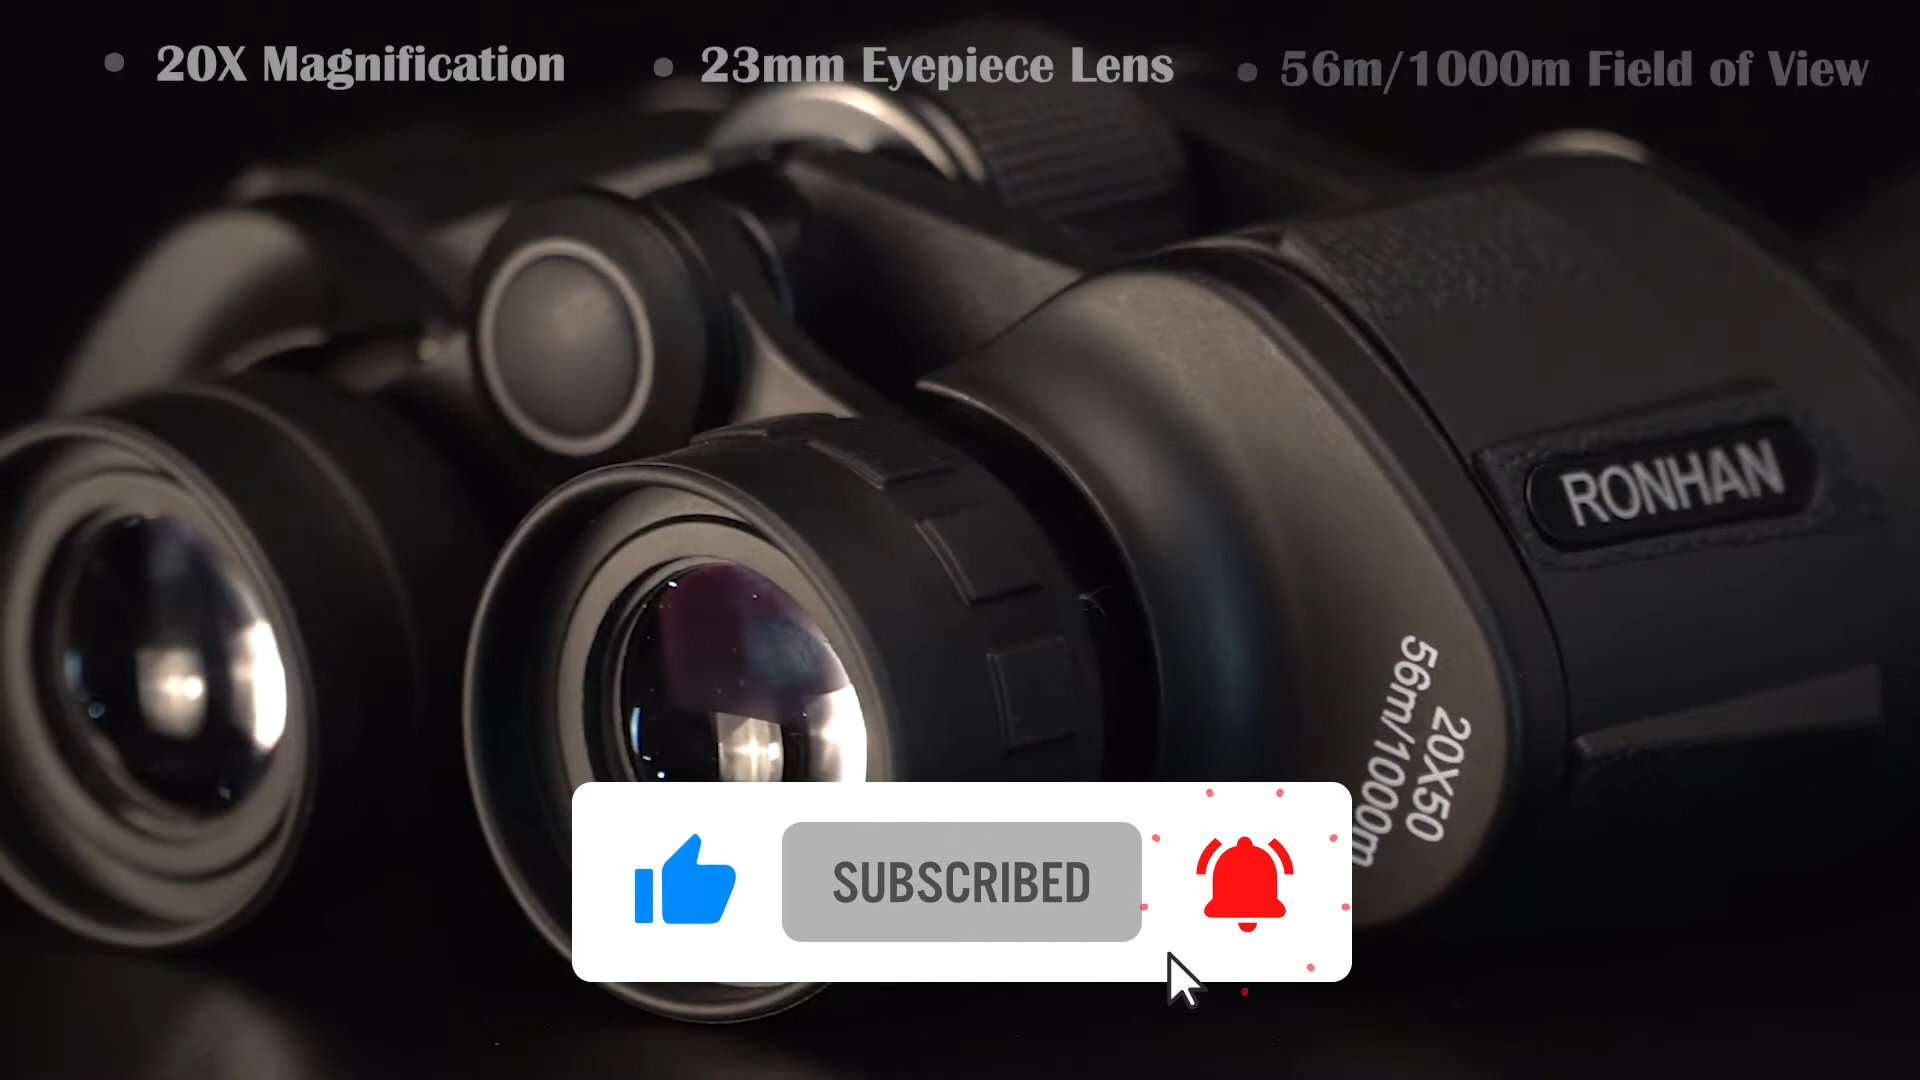 20X Magnification
23mm Eyepiece Lens
56m/1000m Field of View
RONHAN
20X50
56m/1000m
SUBSCRIBED